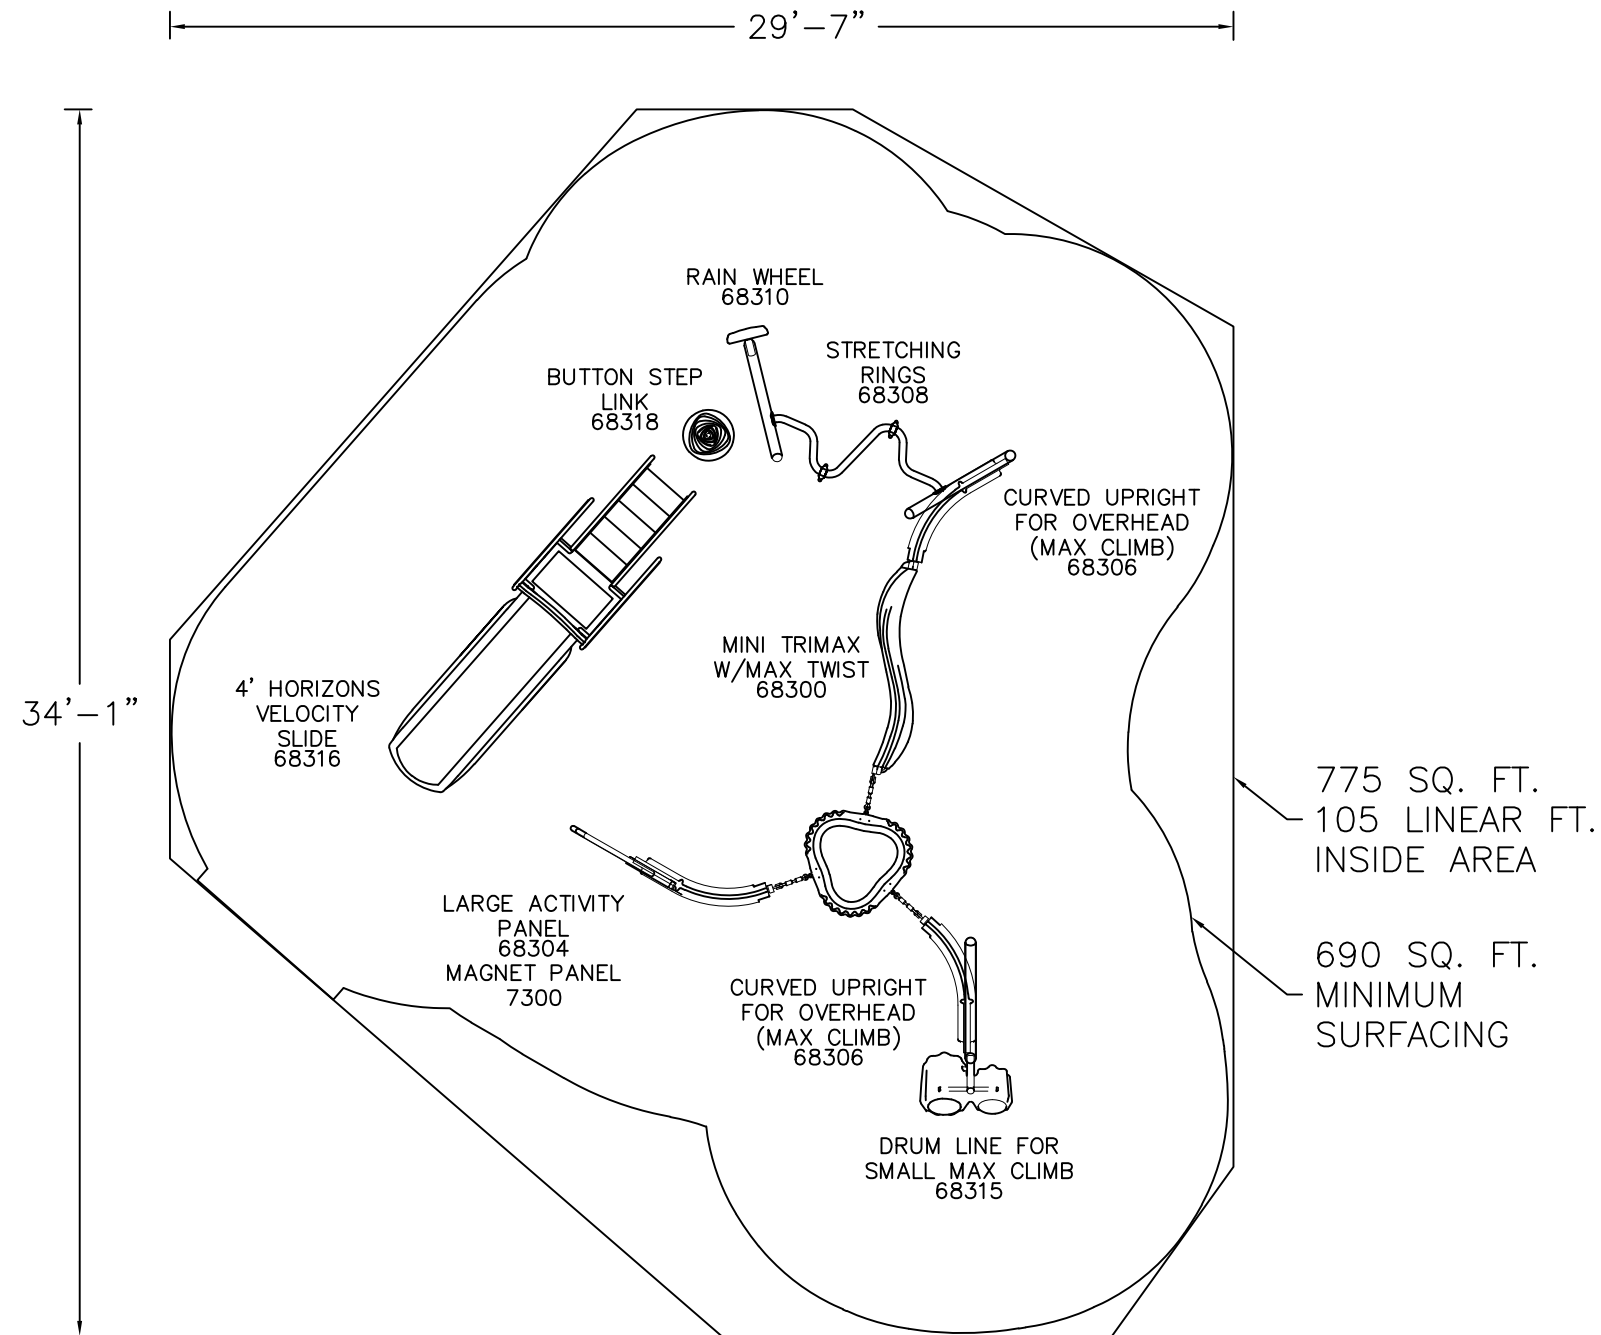 29'-7"
RAIN WHEEL
68310
STRETCHING
RINGS
68308
BUTTON STEP
LINK
68318
CURVED UPRIGHT
FOR OVERHEAD
(MAX CLIMB)
68306
MINI TRIMAX
W/MAX TWIST
68300
4' HORIZONS
VELOCITY
SLIDE
68316
34'-1"
775 SQ. FT.
105 LINEAR FT.
INSIDE AREA
LARGE ACTIVITY
PANEL
68304
MAGNET PANEL
7300
690 SQ. FT.
MINIMUM
SURFACING
CURVED UPRIGHT
FOR OVERHEAD
(MAX CLIMB)
68306
DRUM LINE FOR
SMALL MAX CLIMB
68315